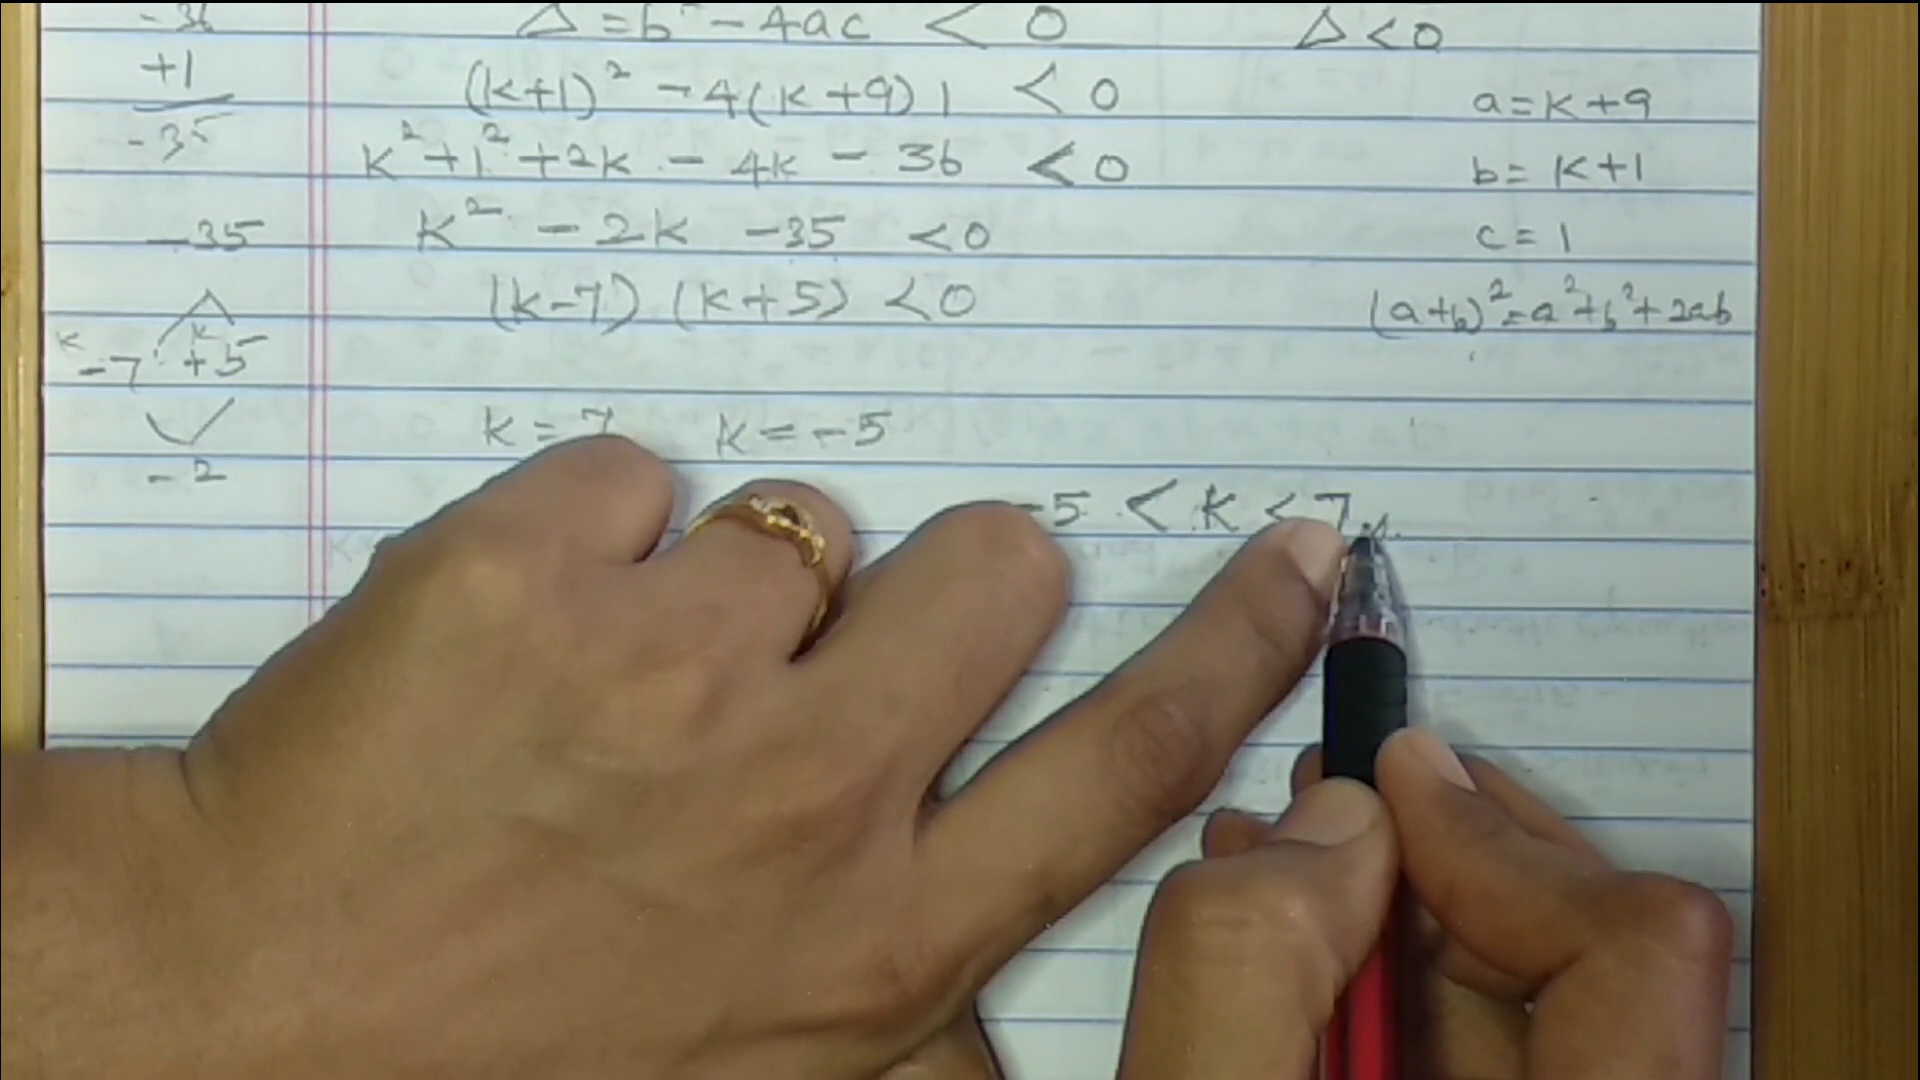 -36
+1
-35
-35
k k
-7 +5
-2
Δ = b² - 4ac < 0
(k+1)² - 4(k+9)1 < 0
k² + 1² + 2k - 4k - 36 < 0
k² - 2k - 35 < 0
(k-7) (k+5) < 0
k = 7 k = -5
-5 < k < 7
Δ < 0
a = k+9
b = k+1
c = 1
(a+b)² = a² + b² + 2ab